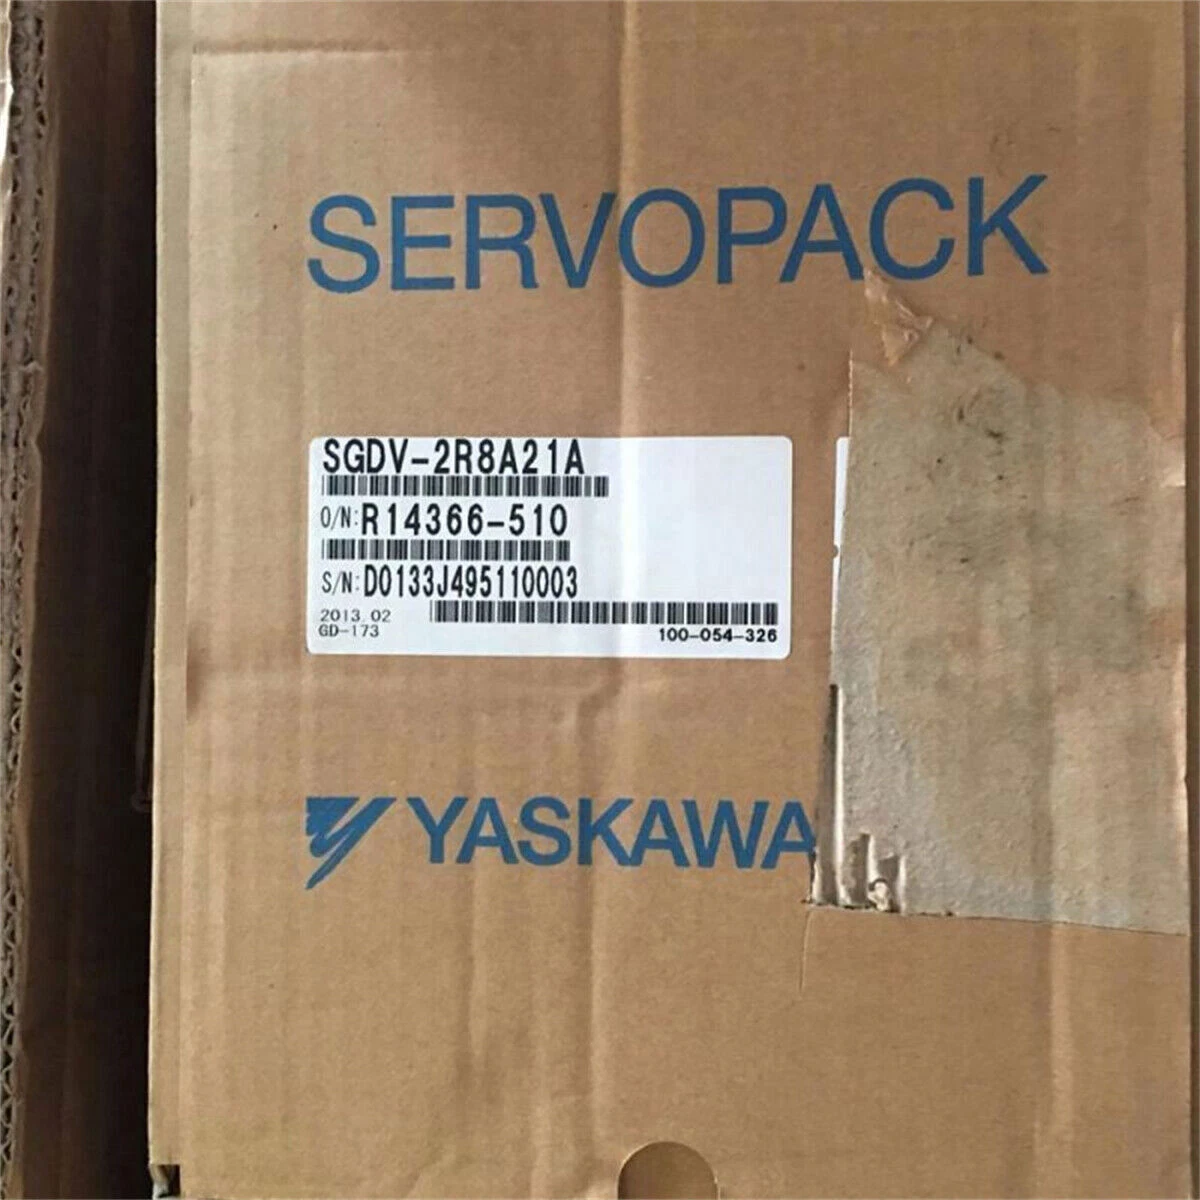 SERVOPACK
SGDV-2R8A21A
O/N:R14366-510
S/N:D0133J495110003
2013.02
GD-173
100-054-326
YASKAWA